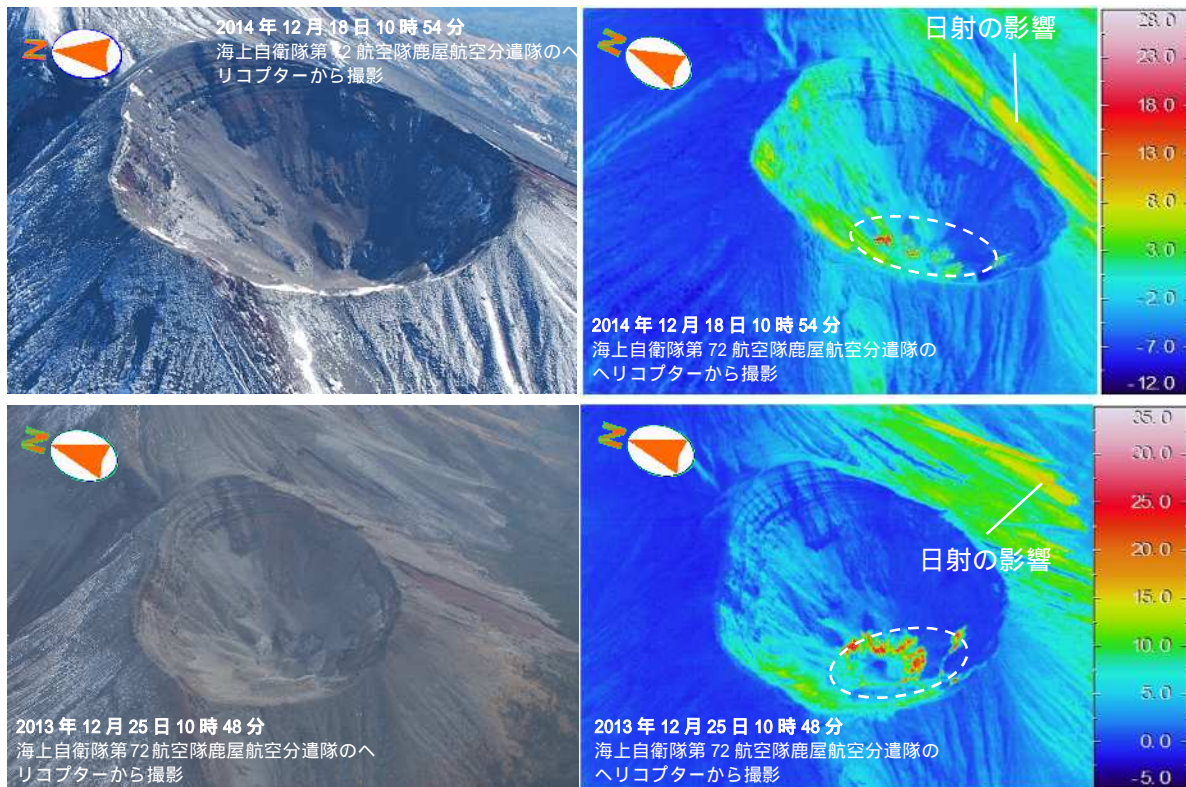 N
2014年12月18日10時54分
海上自衛隊第72航空隊鹿屋航空分遣隊のヘ
リコプターから撮影
N
日射の影響
2014年12月18日10時54分
海上自衛隊第72航空隊鹿屋航空分遣隊の
ヘリコプターから撮影
28.0
23.0
18.0
13.0
8.0
3.0
-2.0
-7.0
-12.0
N
2013年12月25日10時48分
海上自衛隊第72航空隊鹿屋航空分遣隊のヘ
リコプターから撮影
N
日射の影響
2013年12月25日10時48分
海上自衛隊第72航空隊鹿屋航空分遣隊の
ヘリコプターから撮影
35.0
30.0
25.0
20.0
15.0
10.0
5.0
0.0
-5.0